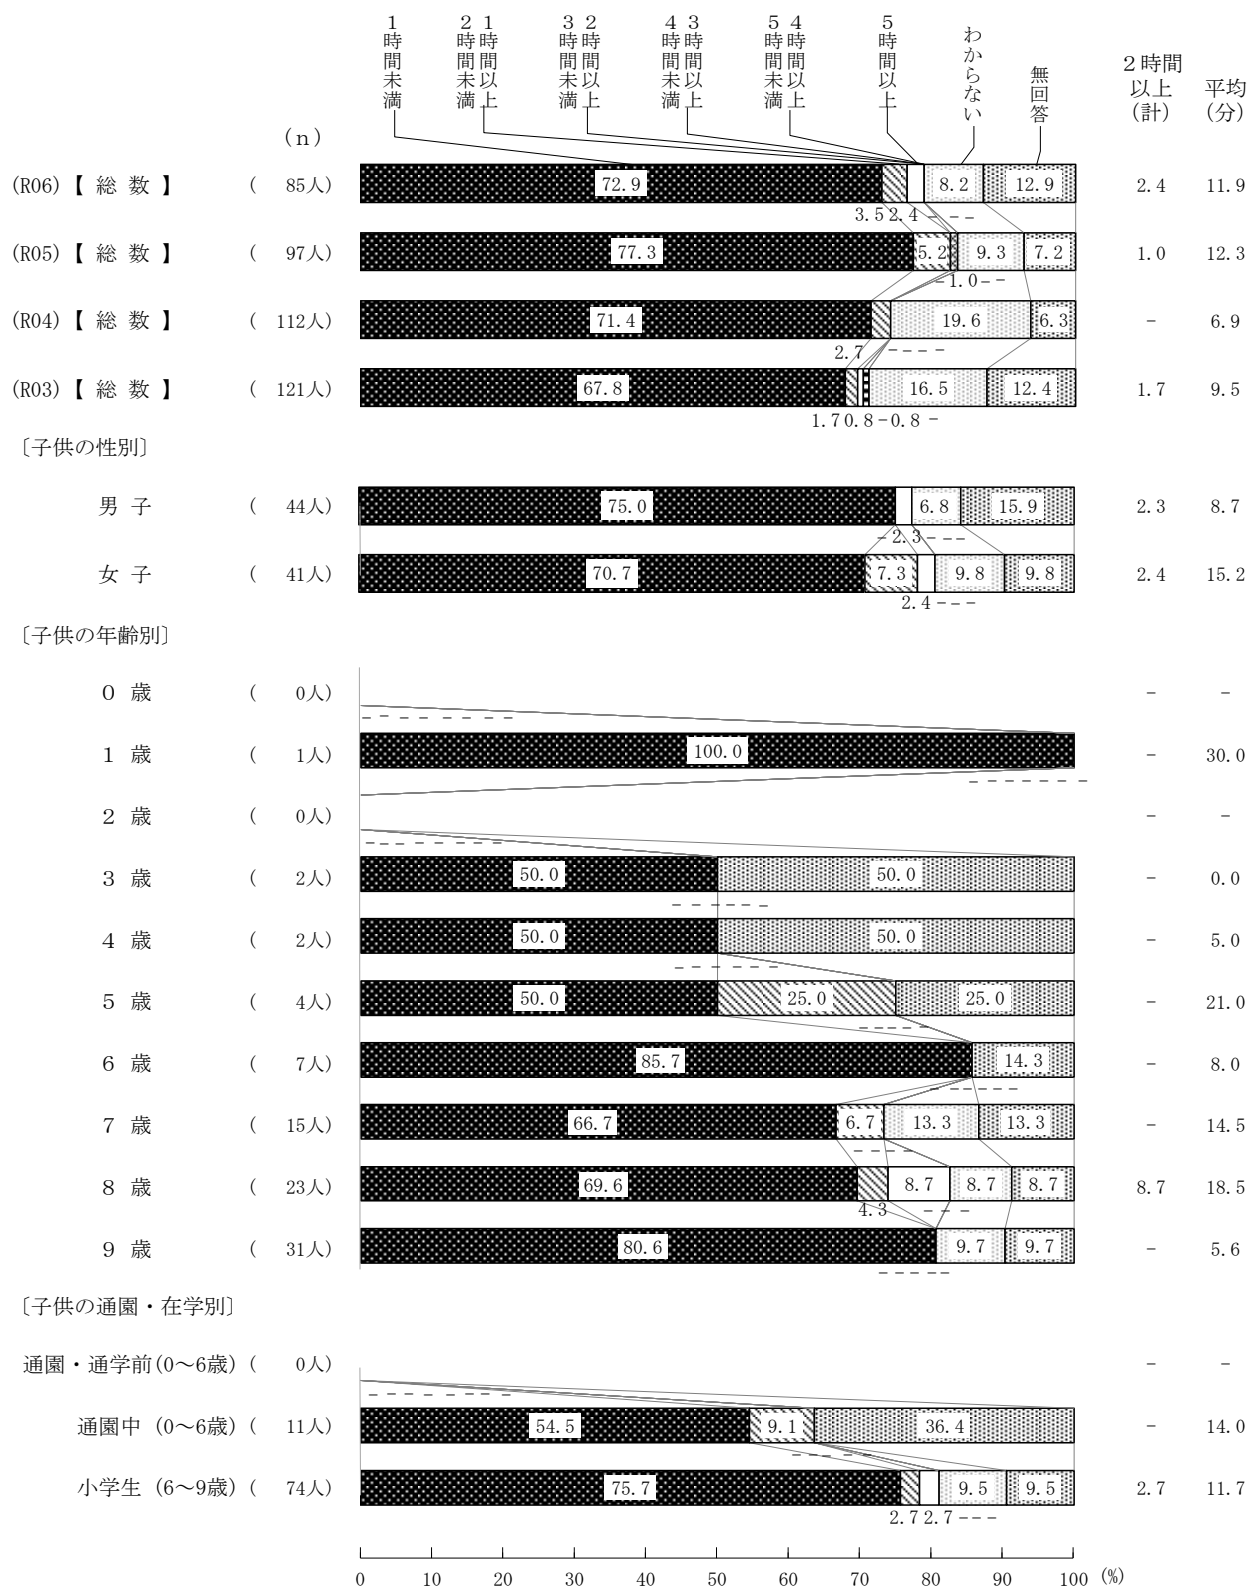 1時間未満
1時間以上2時間未満
2時間以上3時間未満
3時間以上4時間未満
4時間以上5時間未満
5時間以上
わからない
無回答
2時間以上(計)
平均(分)
(n)
(R06)【 総 数 】 ( 85人) 72.9 8.2 12.9 2.4 11.9
3.5 2.4 - - -
(R05)【 総 数 】 ( 97人) 77.3 5.2 9.3 7.2 1.0 12.3
- 1.0 - -
(R04)【 総 数 】 ( 112人) 71.4 19.6 6.3 - 6.9
2.7 - - - -
(R03)【 総 数 】 ( 121人) 67.8 16.5 12.4 1.7 9.5
1.7 0.8 - 0.8 -
〔子供の性別〕
男 子 ( 44人) 75.0 6.8 15.9 2.3 8.7
- 2.3 - - -
女 子 ( 41人) 70.7 7.3 9.8 9.8 2.4 15.2
2.4 - - -
〔子供の年齢別〕
0 歳 ( 0人) - -
- - - - - - - -
1 歳 ( 1人) 100.0 - 30.0
- - - - - - -
2 歳 ( 0人) - -
- - - - - - - -
3 歳 ( 2人) 50.0 50.0 - 0.0
- - - - - -
4 歳 ( 2人) 50.0 50.0 - 5.0
- - - - - -
5 歳 ( 4人) 50.0 25.0 25.0 - 21.0
- - - - -
6 歳 ( 7人) 85.7 14.3 - 8.0
- - - - - -
7 歳 ( 15人) 66.7 6.7 13.3 13.3 - 14.5
- - - -
8 歳 ( 23人) 69.6 8.7 8.7 8.7 8.7 18.5
4.3 - - -
9 歳 ( 31人) 80.6 9.7 9.7 - 5.6
- - - - -
〔子供の通園・在学別〕
通園・通学前(0~6歳) ( 0人) - -
- - - - - - - -
通園中 (0~6歳) ( 11人) 54.5 9.1 36.4 - 14.0
- - - - -
小学生 (6~9歳) ( 74人) 75.7 9.5 9.5 2.7 11.7
2.7 2.7 - - -
0 10 20 30 40 50 60 70 80 90 100 (%)